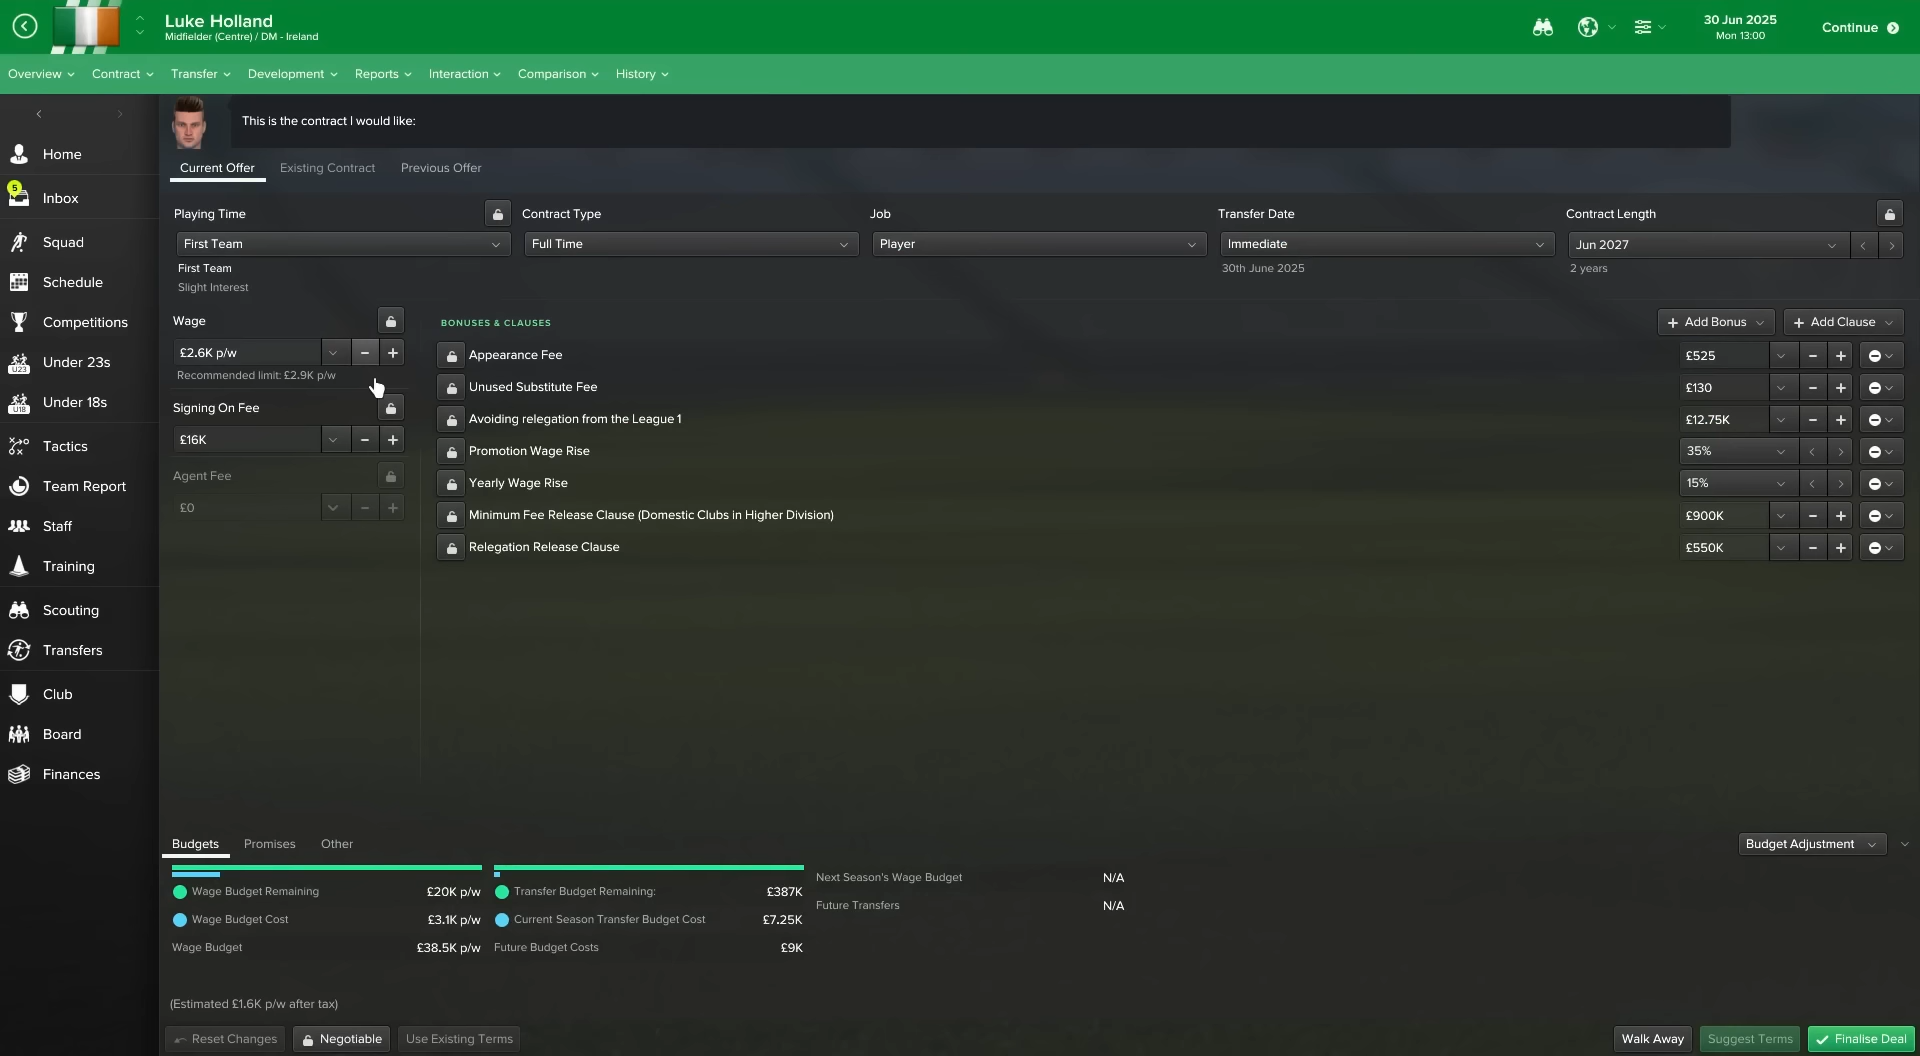 Luke Holland
Midfielder (Centre) / DM - Ireland
30 Jun 2025
Mon 13:00
Continue
Overview
Contract
Transfer
Development
Reports
Interaction
Comparison
History
Home
5
Inbox
Squad
Schedule
Competitions
U23
Under 23s
U18
Under 18s
Tactics
Team Report
Staff
Training
Scouting
Transfers
Club
Board
Finances
This is the contract I would like:
Current Offer
Existing Contract
Previous Offer
Playing Time
Contract Type
Job
Transfer Date
Contract Length
First Team
Full Time
Player
Immediate
Jun 2027
First Team
30th June 2025
2 years
Slight Interest
Wage
£2.6K p/w
Recommended limit: £2.9K p/w
Signing On Fee
£16K
Agent Fee
£0
BONUSES & CLAUSES
Add Bonus
Add Clause
Appearance Fee £525
Unused Substitute Fee £130
Avoiding relegation from the League 1 £12.75K
Promotion Wage Rise 35%
Yearly Wage Rise 15%
Minimum Fee Release Clause (Domestic Clubs in Higher Division) £900K
Relegation Release Clause £550K
Budgets
Promises
Other
Budget Adjustment
Wage Budget Remaining £20K p/w
Wage Budget Cost £3.1K p/w
Wage Budget £38.5K p/w
Transfer Budget Remaining: £387K
Current Season Transfer Budget Cost £7.25K
Future Budget Costs £9K
Next Season's Wage Budget N/A
Future Transfers N/A
(Estimated £1.6K p/w after tax)
Reset Changes
Negotiable
Use Existing Terms
Walk Away
Suggest Terms
Finalise Deal